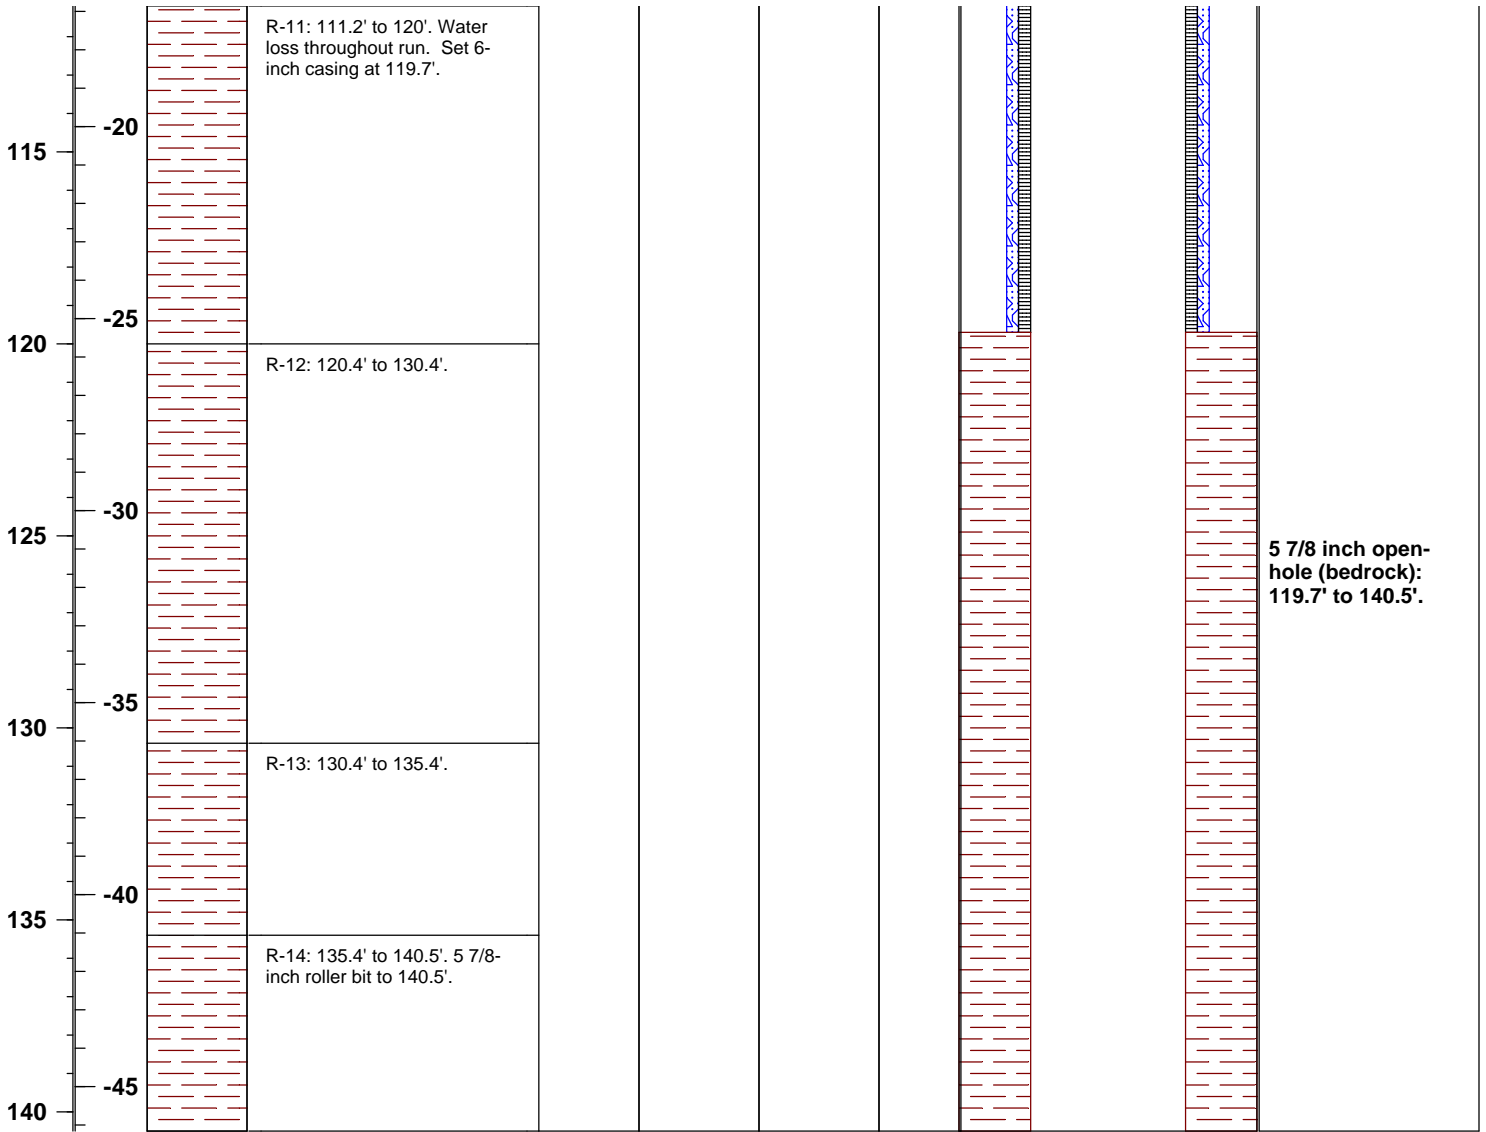 R-11: 111.2' to 120'. Water
loss throughout run. Set 6-
inch casing at 119.7'.
-20
115
-25
120
R-12: 120.4' to 130.4'.
-30
125
5 7/8 inch open-
hole (bedrock):
119.7' to 140.5'.
-35
130
R-13: 130.4' to 135.4'.
-40
135
R-14: 135.4' to 140.5'. 5 7/8-
inch roller bit to 140.5'.
-45
140